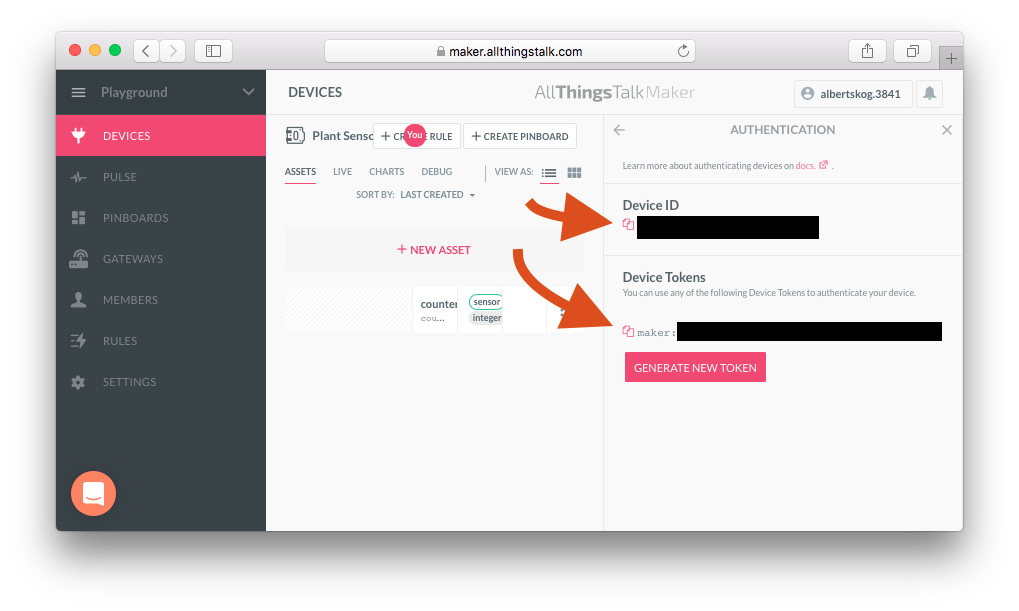 maker.allthingstalk.com
Playground
DEVICES
AllThingsTalk Maker
albertskog.3841
DEVICES
PULSE
PINBOARDS
GATEWAYS
MEMBERS
RULES
SETTINGS
Plant Senso
CREATE RULE
You
CREATE PINBOARD
ASSETS LIVE CHARTS DEBUG VIEW AS:
SORT BY: LAST CREATED
+ NEW ASSET
counter
cou...
sensor
integer
AUTHENTICATION
Learn more about authenticating devices on docs. .
Device ID
Device Tokens
You can use any of the following Device Tokens to authenticate your device.
maker:
GENERATE NEW TOKEN